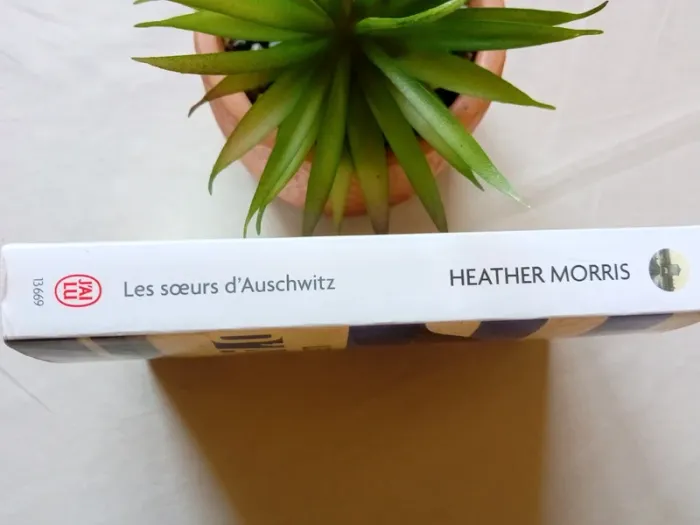 13669
J'AI
LU
Les sœurs d'Auschwitz
HEATHER MORRIS